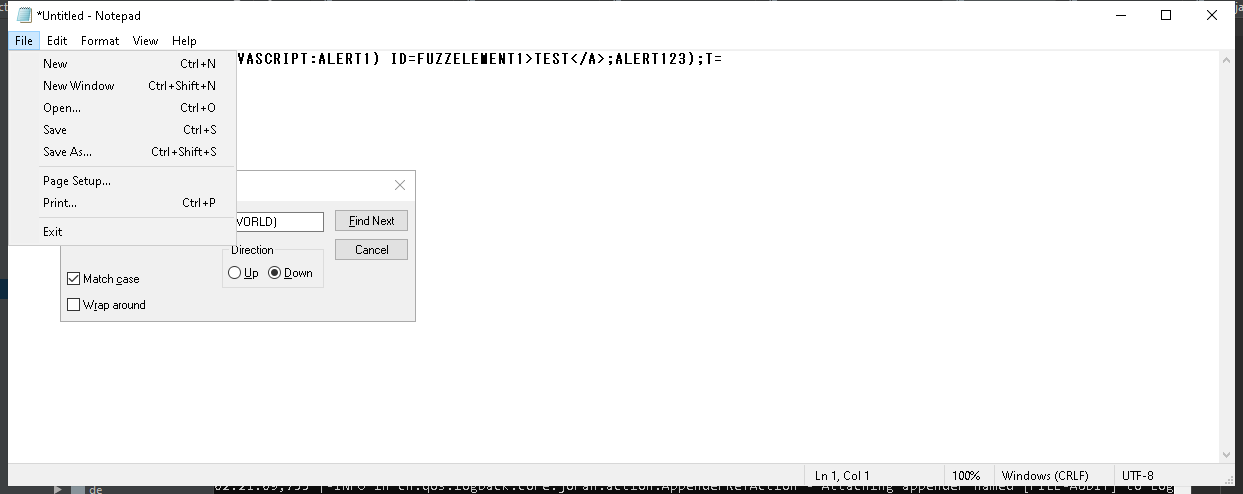 *Untitled - Notepad
File Edit Format View Help
VASCRIPT:ALERT1) ID=FUZZELEMENT1>TEST</A>;ALERT123);T=
New Ctrl+N
New Window Ctrl+Shift+N
Open... Ctrl+O
Save Ctrl+S
Save As... Ctrl+Shift+S
Page Setup...
Print... Ctrl+P
Exit
WORLD) Find Next
Direction Cancel
Up Down
Match case
Wrap around
Ln 1, Col 1 100% Windows (CRLF) UTF-8
de